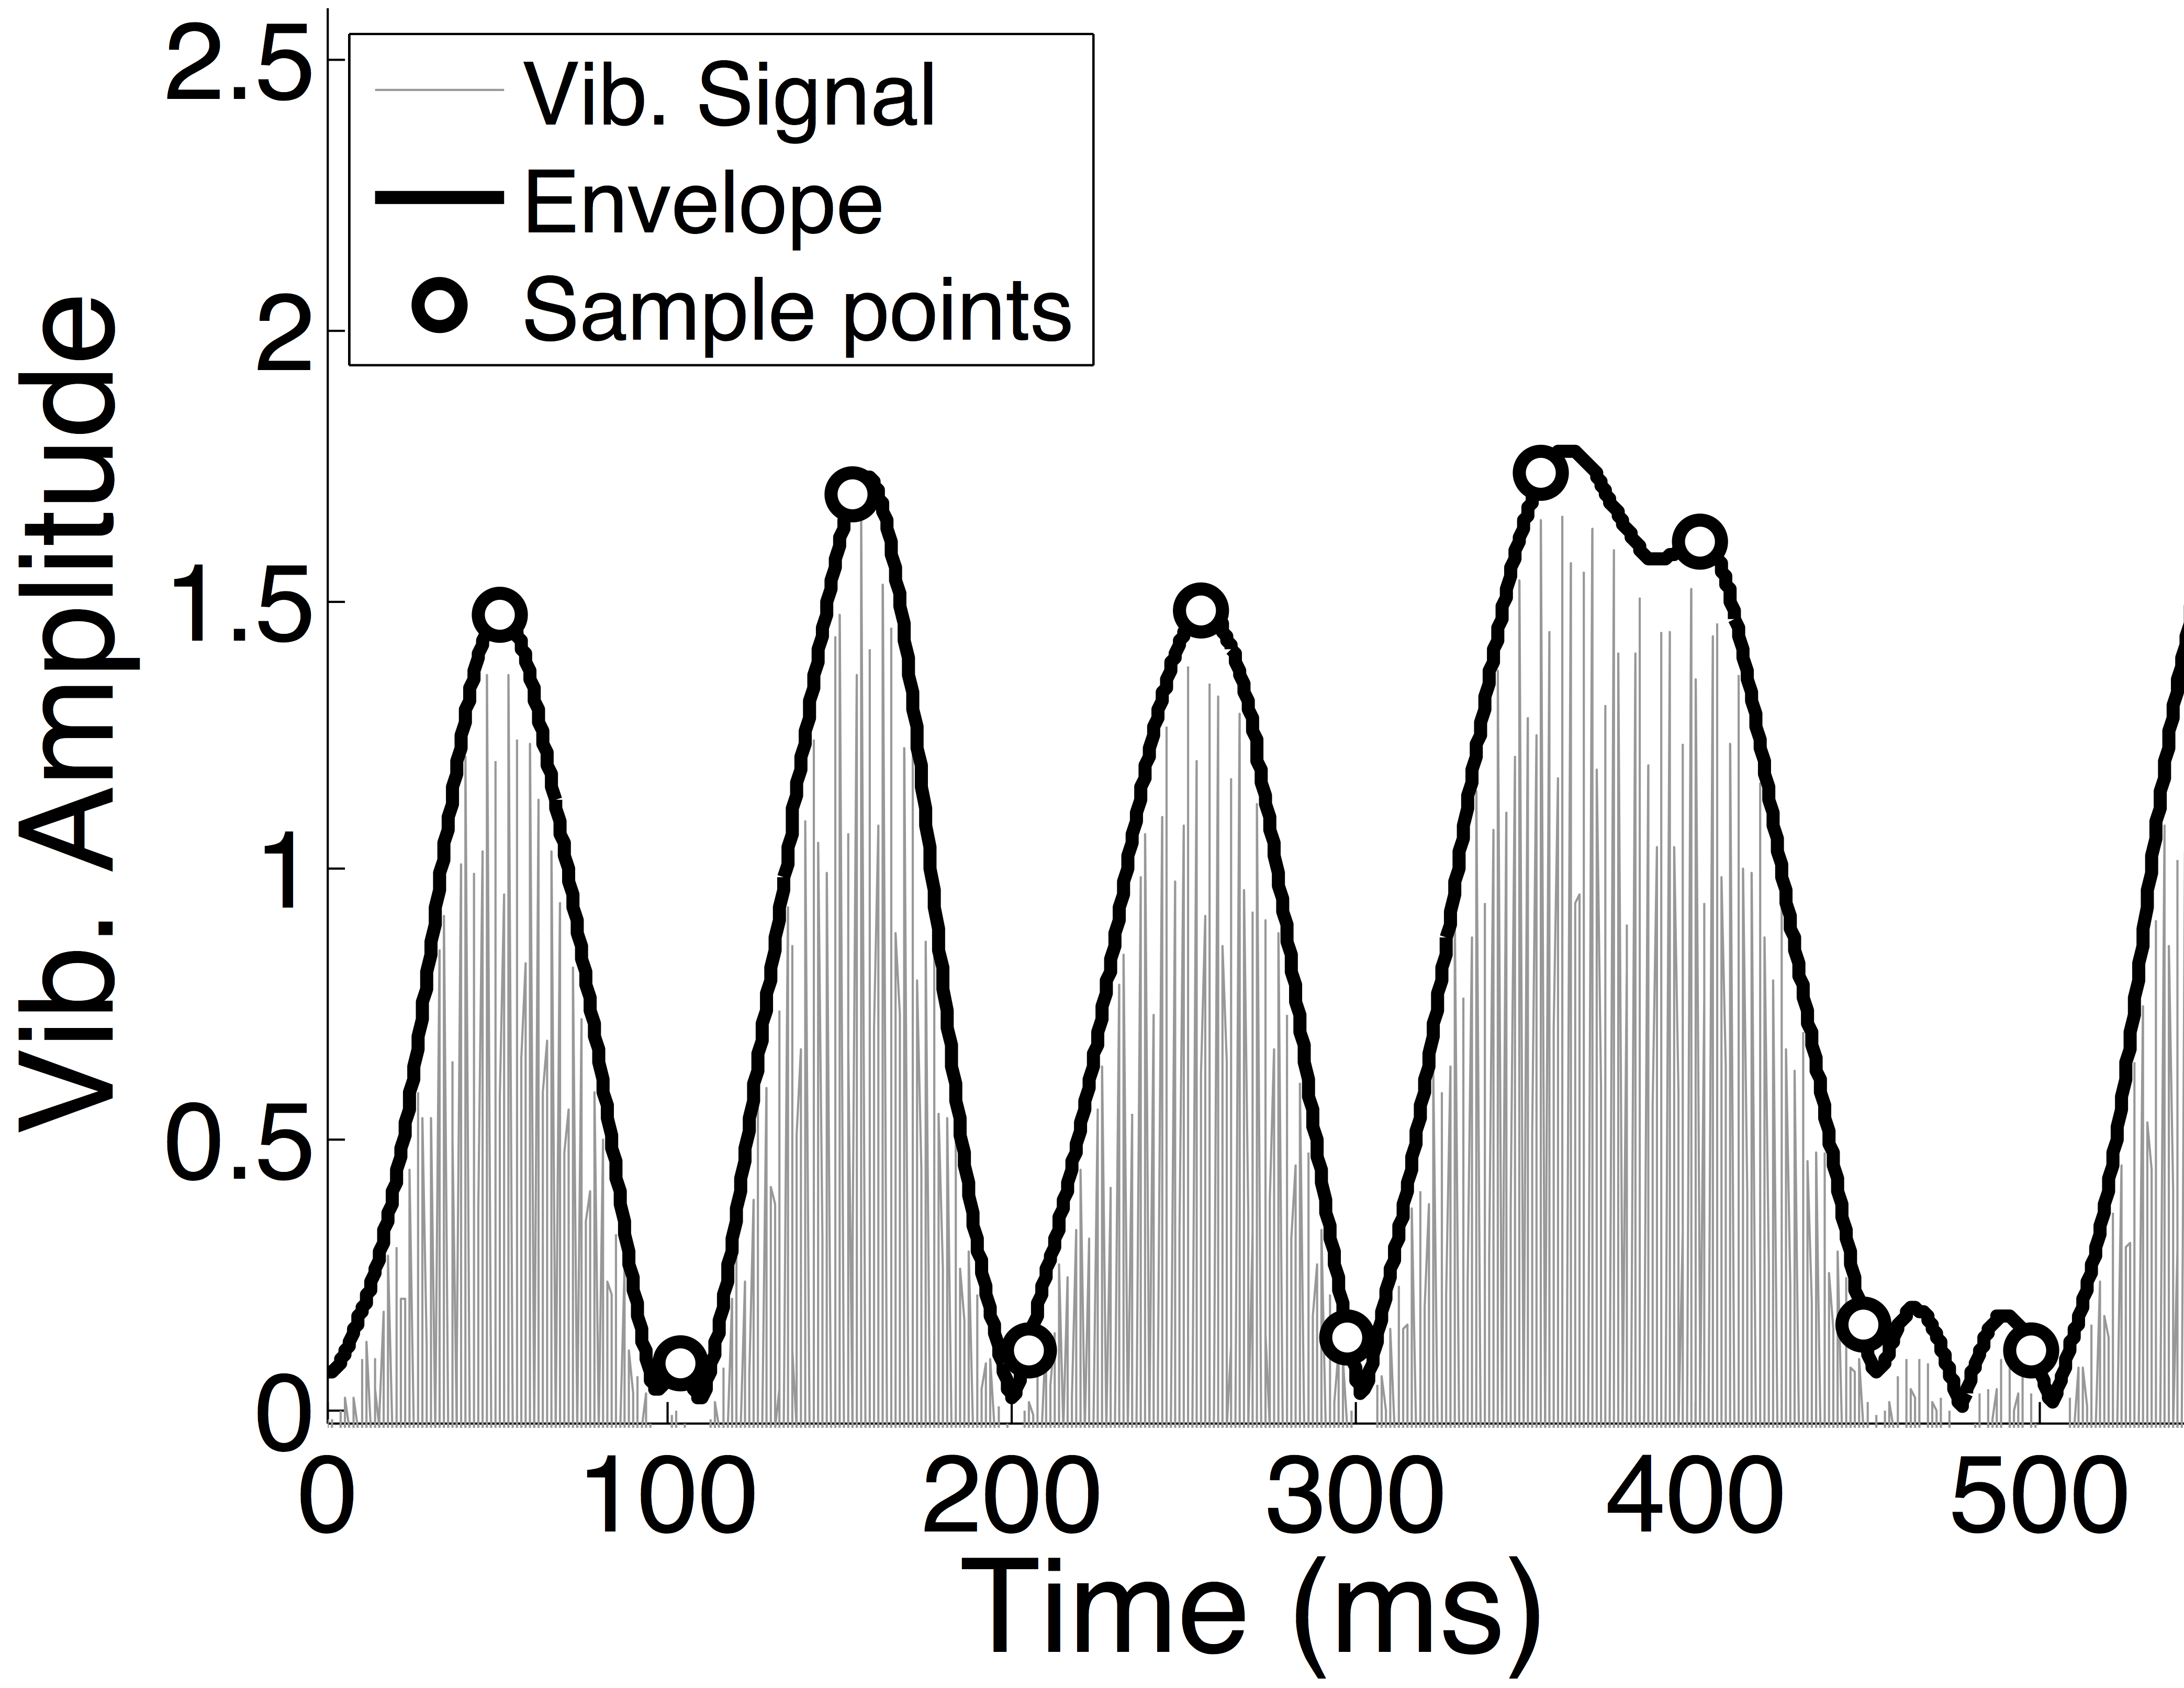 2.5
Vib. Signal
Envelope
Sample points
2
1.5
1
0.5
0
Vib. Amplitude
0 100 200 300 400 500
Time (ms)